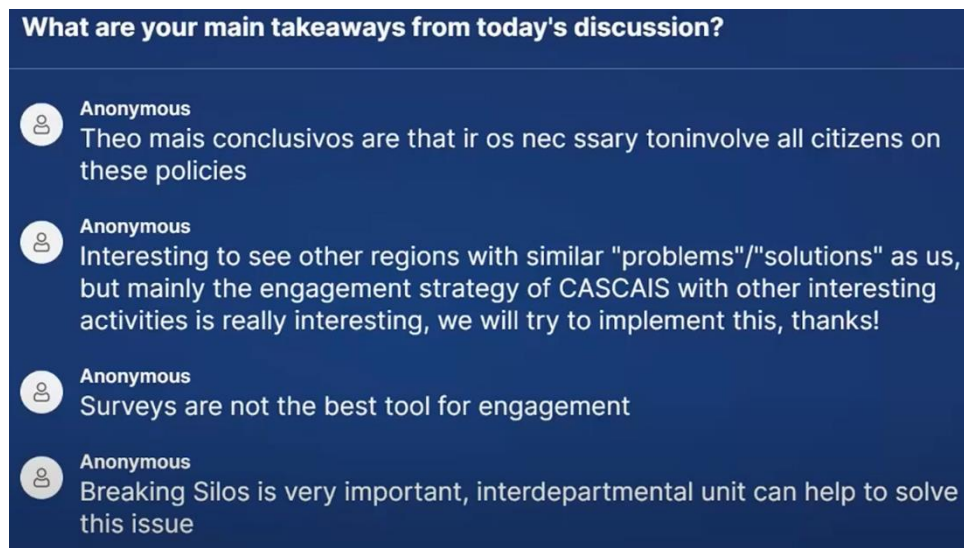 What are your main takeaways from today's discussion?
Anonymous
Theo mais conclusivos are that ir os nec ssary toninvolve all citizens on
these policies
Anonymous
Interesting to see other regions with similar "problems"/"solutions" as us,
but mainly the engagement strategy of CASCAIS with other interesting
activities is really interesting, we will try to implement this, thanks!
Anonymous
Surveys are not the best tool for engagement
Anonymous
Breaking Silos is very important, interdepartmental unit can help to solve
this issue